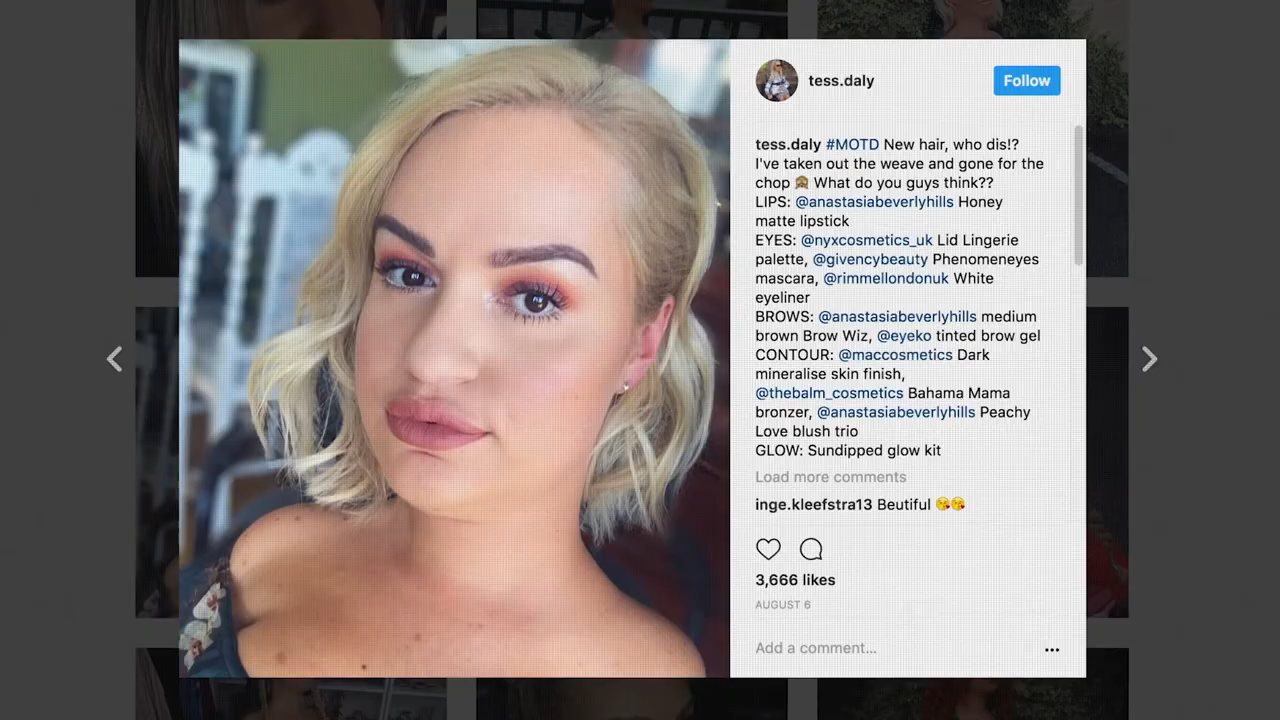 tess.daly
Follow
tess.daly #MOTD New hair, who dis!?
I've taken out the weave and gone for the
chop 🙈 What do you guys think??
LIPS: @anastasiabeverlyhills Honey
matte lipstick
EYES: @nyxcosmetics_uk Lid Lingerie
palette, @givencybeauty Phenomeneyes
mascara, @rimmellondonuk White
eyeliner
BROWS: @anastasiabeverlyhills medium
brown Brow Wiz, @eyeko tinted brow gel
CONTOUR: @maccosmetics Dark
mineralise skin finish,
@thebalm_cosmetics Bahama Mama
bronzer, @anastasiabeverlyhills Peachy
Love blush trio
GLOW: Sundipped glow kit
Load more comments
inge.kleefstra13 Beutiful 😘😘
3,666 likes
AUGUST 6
Add a comment...